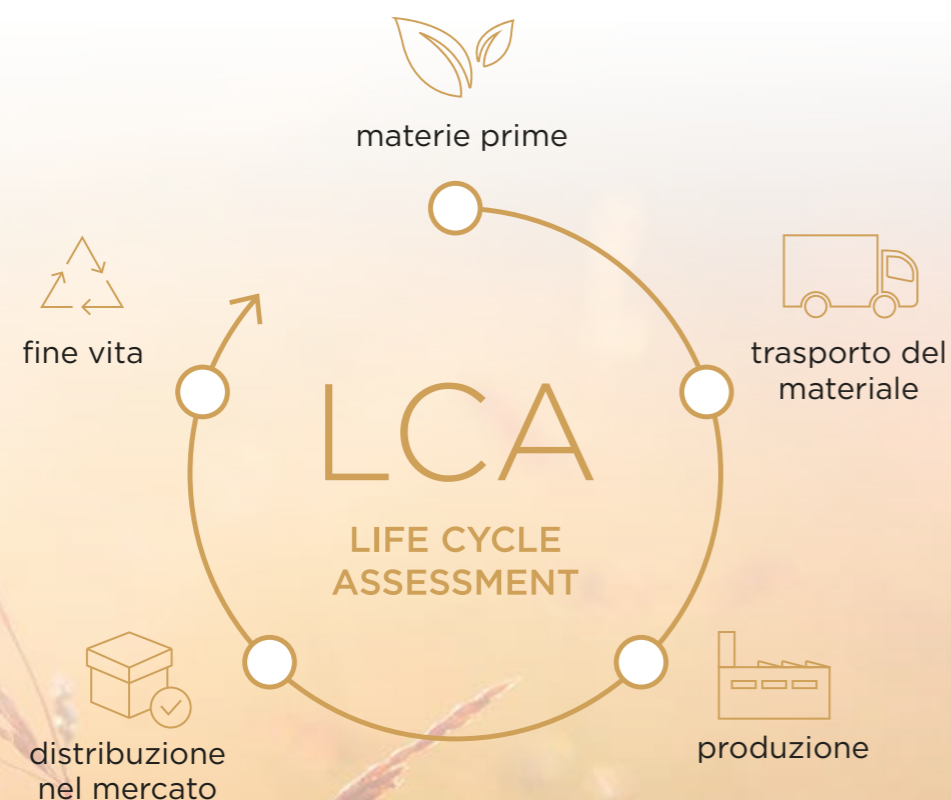 materie prime
trasporto del
materiale
produzione
distribuzione
nel mercato
fine vita
LCA
LIFE CYCLE
ASSESSMENT